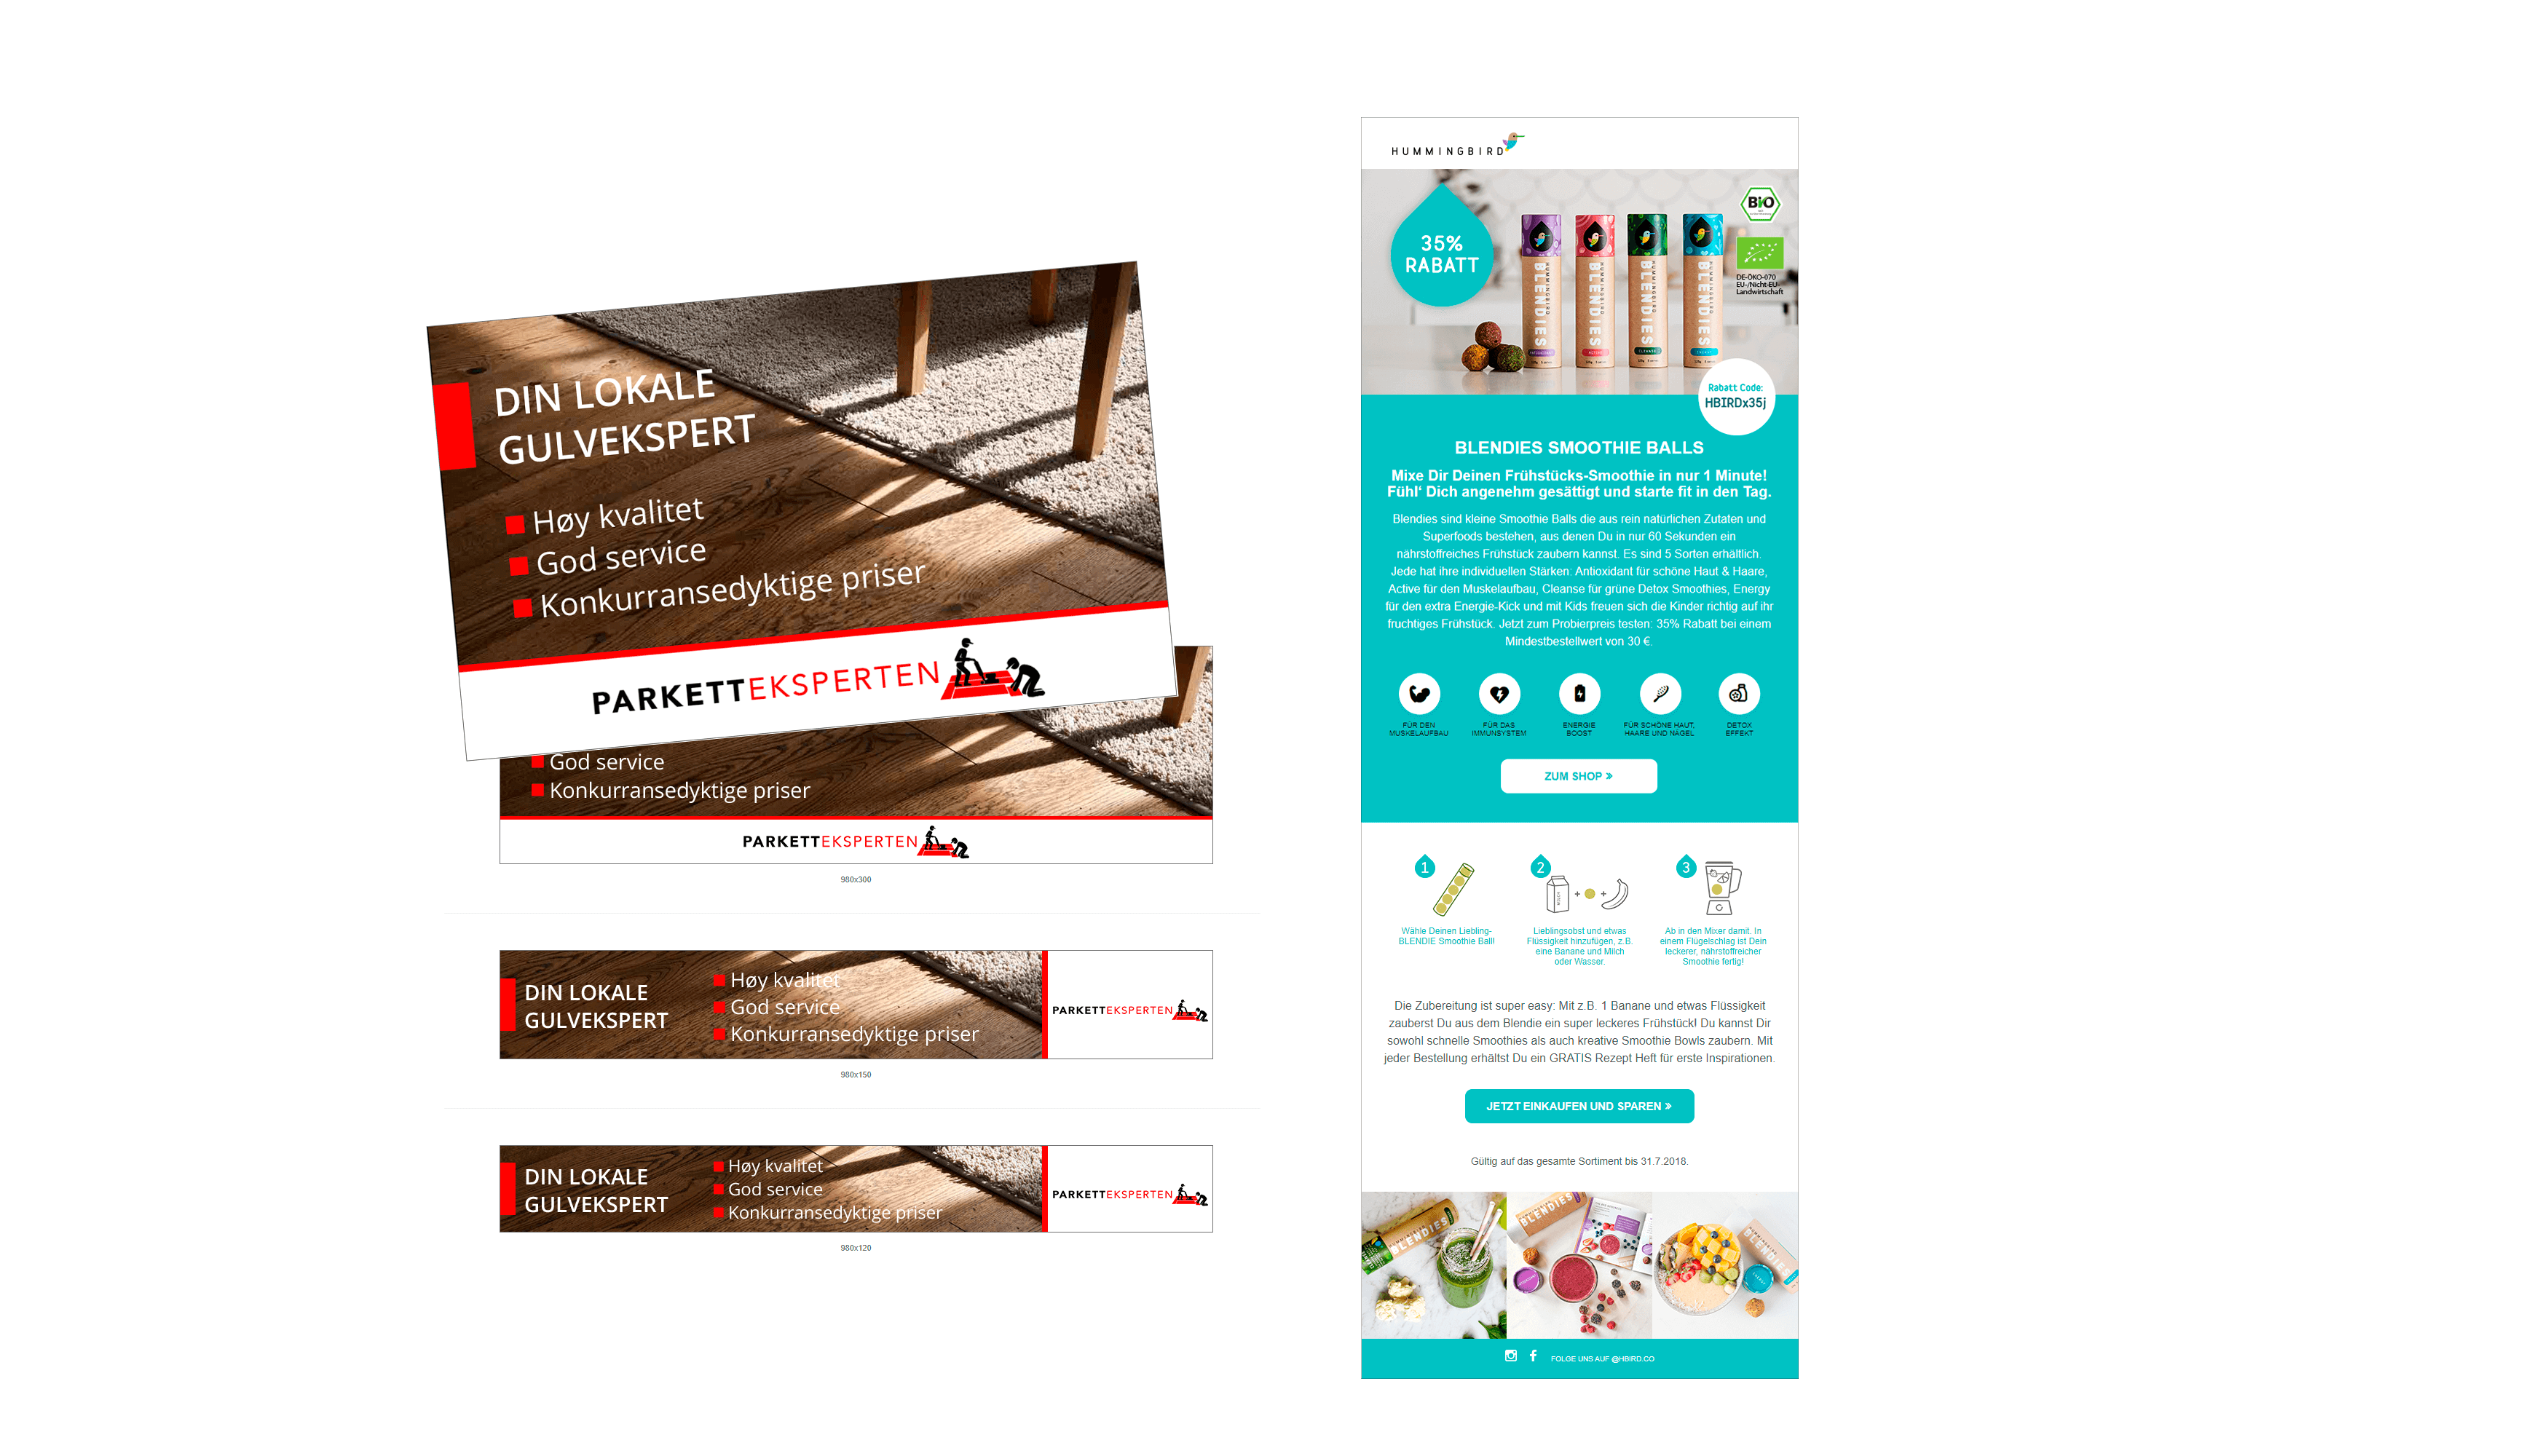 DIN LOKALE
GULVEKSPERT
Høy kvalitet
God service
Konkurransedyktige priser
PARKETTEKSPERTEN
God service
Konkurransedyktige priser
PARKETTEKSPERTEN
980x300
DIN LOKALE
GULVEKSPERT
Høy kvalitet
God service
Konkurransedyktige priser
PARKETTEKSPERTEN
980x150
DIN LOKALE
GULVEKSPERT
Høy kvalitet
God service
Konkurransedyktige priser
PARKETTEKSPERTEN
980x120
HUMMINGBIRD
35%
RABATT
HUMMINGBIRD
BLENDIES
HUMMINGBIRD
BLENDIES
HUMMINGBIRD
BLENDIES
HUMMINGBIRD
BLENDIES
ACTIVE
CLEANSE
ENERGY
BIO
DE-ÖKO-070
EU-/Nicht-EU-
Landwirtschaft
Rabatt Code:
HBIRDx35j
BLENDIES SMOOTHIE BALLS
Mixe Dir Deinen Frühstücks-Smoothie in nur 1 Minute!
Fühl‘ Dich angenehm gesättigt und starte fit in den Tag.
Blendies sind kleine Smoothie Balls die aus rein natürlichen Zutaten und
Superfoods bestehen, aus denen Du in nur 60 Sekunden ein
nährstoffreiches Frühstück zaubern kannst. Es sind 5 Sorten erhältlich.
Jede hat ihre individuellen Stärken: Antioxidant für schöne Haut & Haare,
Active für den Muskelaufbau, Cleanse für grüne Detox Smoothies, Energy
für den extra Energie-Kick und mit Kids freuen sich die Kinder richtig auf ihr
fruchtiges Frühstück. Jetzt zum Probierpreis testen: 35% Rabatt bei einem
Mindestbestellwert von 30 €.
FÜR DEN
MUSKELAUFBAU
FÜR DAS
IMMUNSYSTEM
ENERGIE
BOOST
FÜR SCHÖNE HAUT,
HAARE UND NÄGEL
DETOX
EFFEKT
ZUM SHOP »
1
2
3
Wähle Deinen Liebling-
BLENDIE Smoothie Ball!
Lieblingsobst und etwas
Flüssigkeit hinzufügen, z.B.
eine Banane und Milch
oder Wasser.
Ab in den Mixer damit. In
einem Flügelschlag ist Dein
leckerer, nährstoffreicher
Smoothie fertig!
Die Zubereitung ist super easy: Mit z.B. 1 Banane und etwas Flüssigkeit
zauberst Du aus dem Blendie ein super leckeres Frühstück! Du kannst Dir
sowohl schnelle Smoothies als auch kreative Smoothie Bowls zaubern. Mit
jeder Bestellung erhältst Du ein GRATIS Rezept Heft für erste Inspirationen.
JETZT EINKAUFEN UND SPAREN »
Gültig auf das gesamte Sortiment bis 31.7.2018.
BLENDIES
BLENDIES
BLENDIES
FOLGE UNS AUF @HBIRD.CO